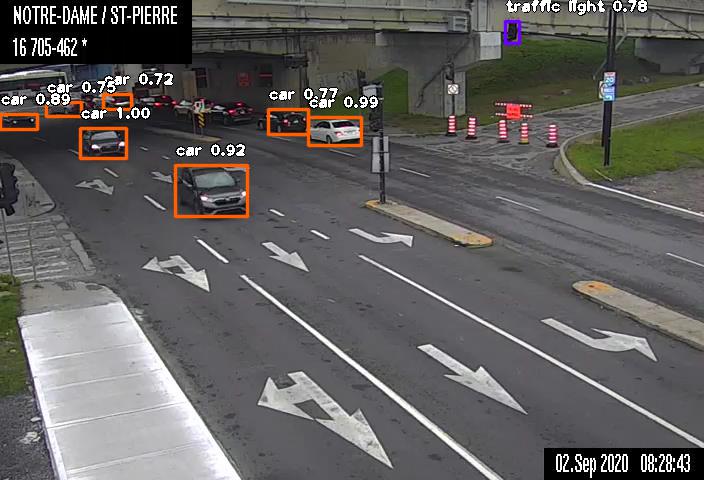 NOTRE-DAME / ST-PIERRE
16 705-462 *
traffic light 0.78
car 0.72
car 0.75
car 0.89
car 1.00
car 0.77
car 0.99
car 0.92
02.Sep 2020 08:28:43